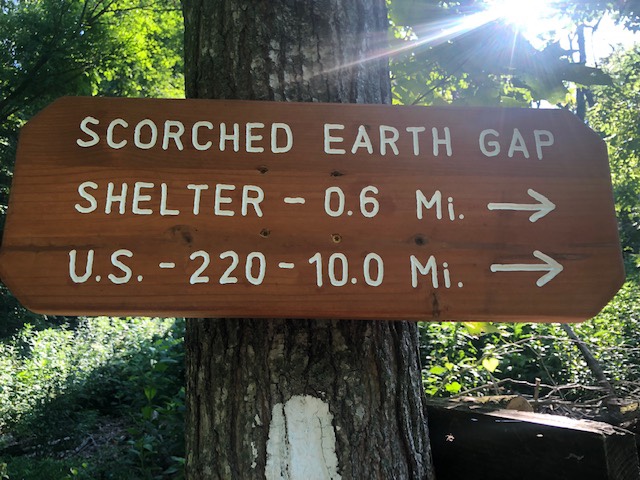 SCORCHED EARTH GAP
SHELTER - 0.6 Mi. →
U.S. - 220 - 10.0 Mi. →